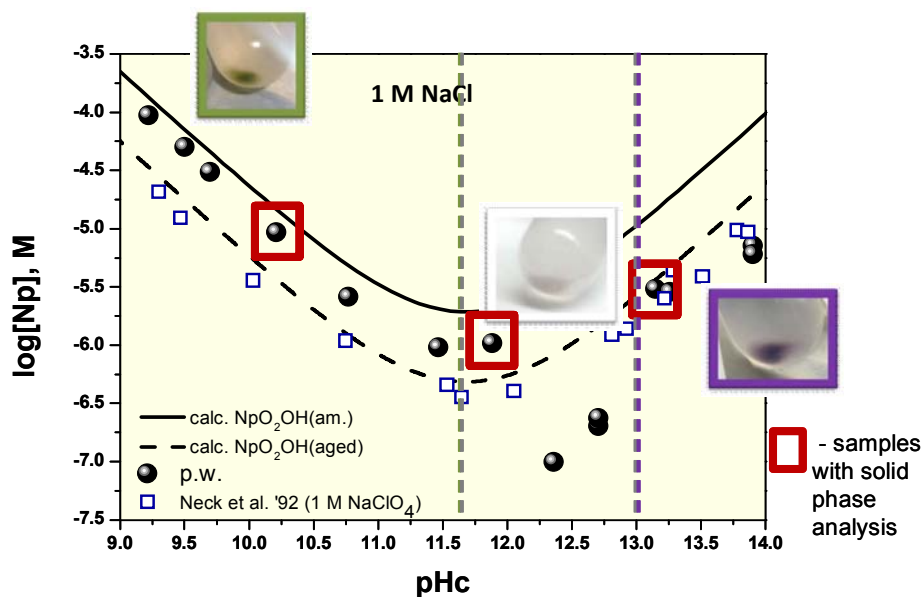 1 M NaCl
log[Np], M
-3.5
-4.0
-4.5
-5.0
-5.5
-6.0
-6.5
-7.0
-7.5
calc. NpO₂OH(am.)
calc. NpO₂OH(aged)
p.w.
Neck et al. '92 (1 M NaClO₄)
- samples
with solid
phase
analysis
9.0 9.5 10.0 10.5 11.0 11.5 12.0 12.5 13.0 13.5 14.0
pHc